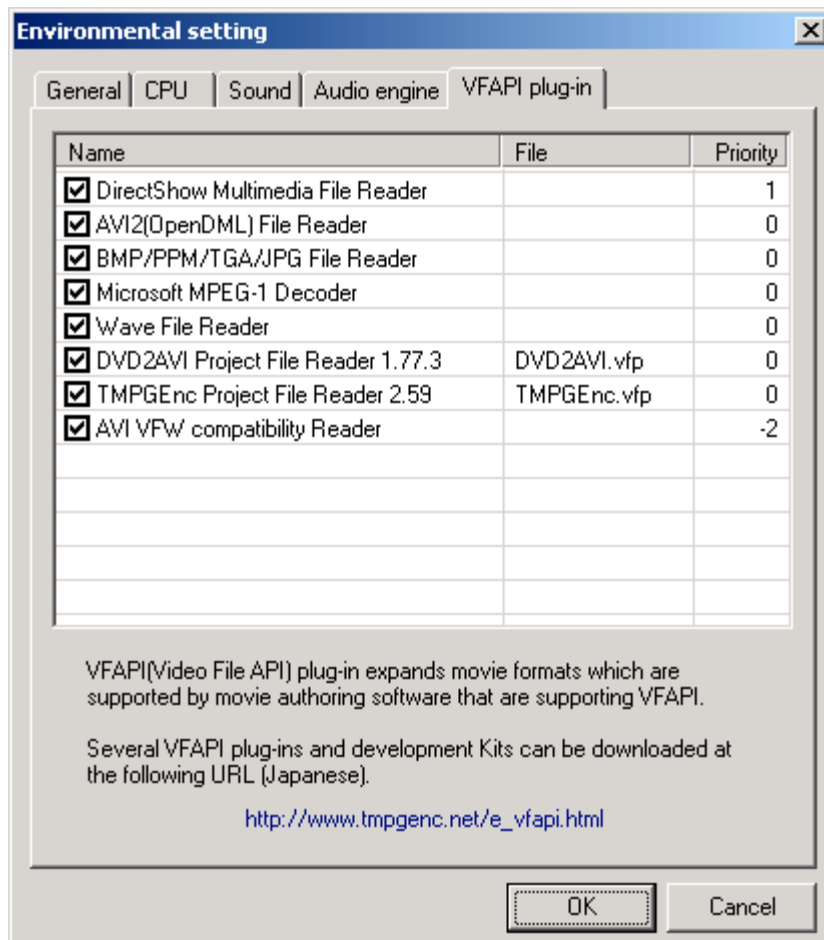 Environmental setting
General CPU Sound Audio engine VFAPI plug-in
Name File Priority
DirectShow Multimedia File Reader 1
AVI2(OpenDML) File Reader 0
BMP/PPM/TGA/JPG File Reader 0
Microsoft MPEG-1 Decoder 0
Wave File Reader 0
DVD2AVI Project File Reader 1.77.3 DVD2AVI.vfp 0
TMPGEnc Project File Reader 2.59 TMPGEnc.vfp 0
AVI VFW compatibility Reader -2
VFAPI(Video File API) plug-in expands movie formats which are
supported by movie authoring software that are supporting VFAPI.
Several VFAPI plug-ins and development Kits can be downloaded at
the following URL (Japanese).
http://www.tmpgenc.net/e_vfapi.html
OK Cancel